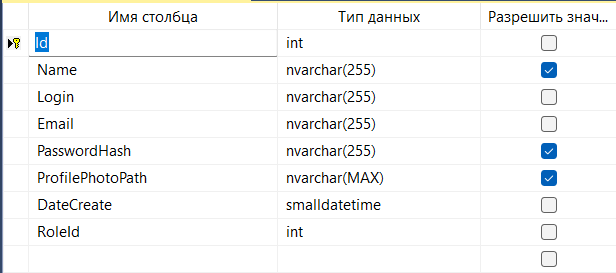 Имя столбца Тип данных Разрешить знач...
Id int
Name nvarchar(255)
Login nvarchar(255)
Email nvarchar(255)
PasswordHash nvarchar(255)
ProfilePhotoPath nvarchar(MAX)
DateCreate smalldatetime
RoleId int